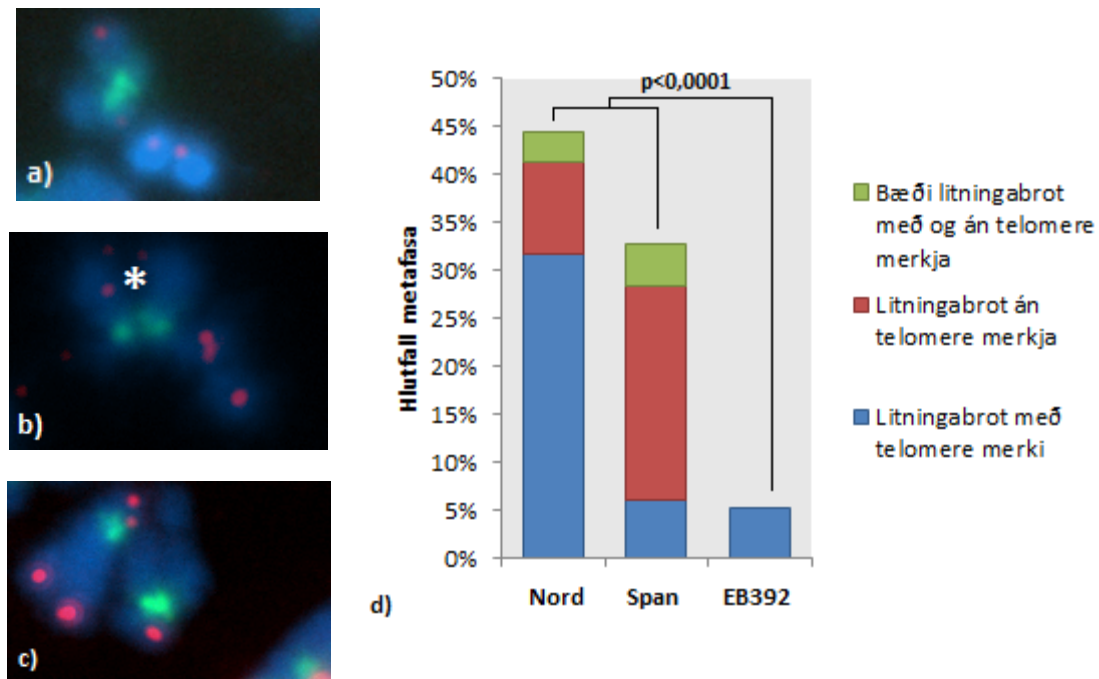 a)
b)
*
c)
d)
Hlutfall metafasa
50%
45%
40%
35%
30%
25%
20%
15%
10%
5%
0%
p<0,0001
Nord Span EB392
Bæði litningabrot
með og án telomere
merkja
Litningabrot án
telomere merkja
Litningabrot með
telomere merki